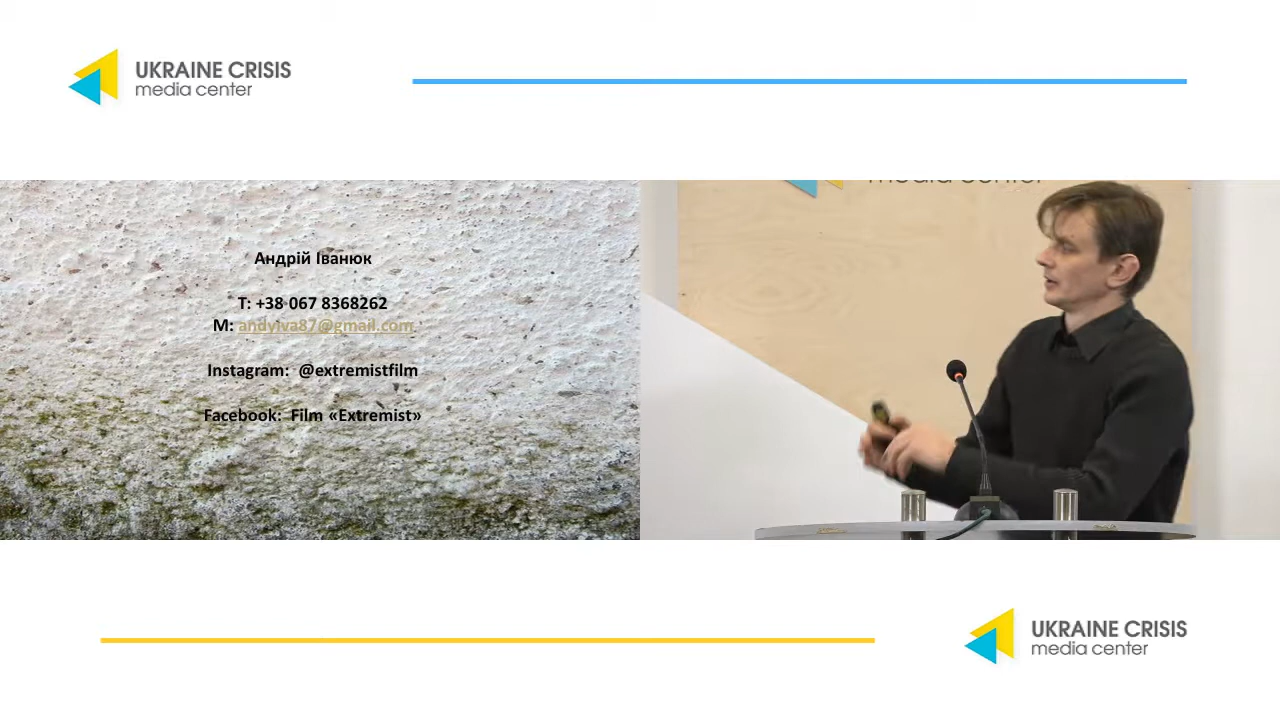 UKRAINE CRISIS
media center
media center
Андрій Іванюк
T: +38 067 8368262
M: andyiva87@gmail.com
Instagram: @extremistfilm
Facebook: Film «Extremist»
UKRAINE CRISIS
media center